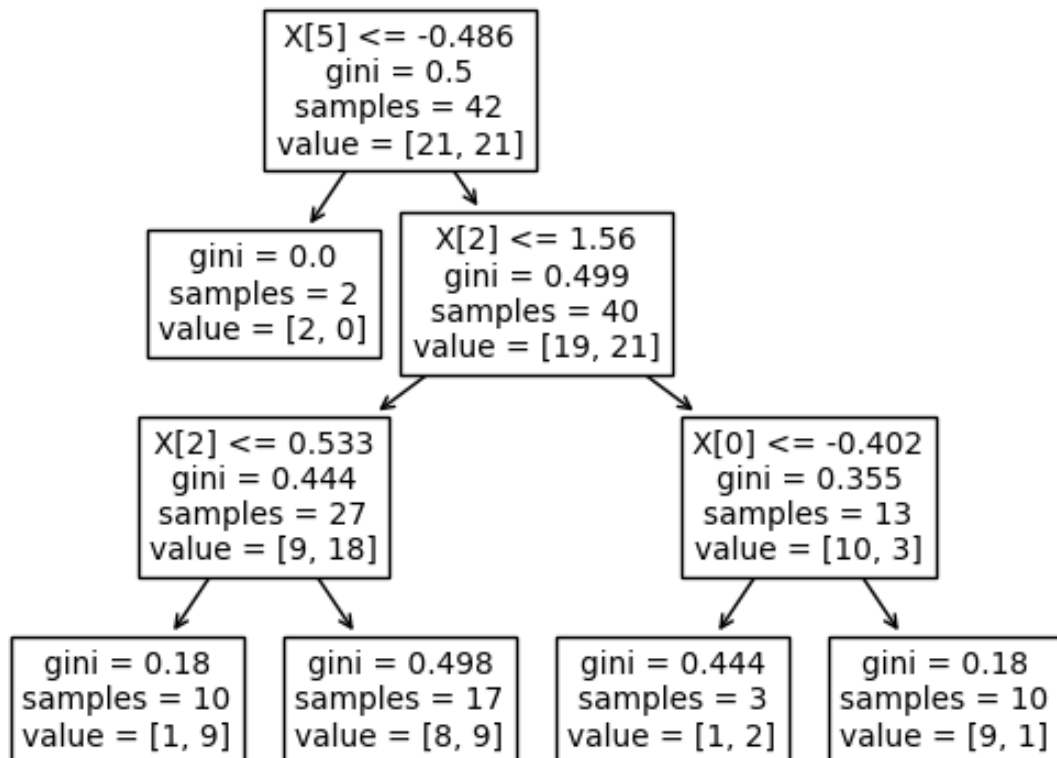 X[5] <= -0.486
gini = 0.5
samples = 42
value = [21, 21]
gini = 0.0
samples = 2
value = [2, 0]
X[2] <= 1.56
gini = 0.499
samples = 40
value = [19, 21]
X[2] <= 0.533
gini = 0.444
samples = 27
value = [9, 18]
X[0] <= -0.402
gini = 0.355
samples = 13
value = [10, 3]
gini = 0.18
samples = 10
value = [1, 9]
gini = 0.498
samples = 17
value = [8, 9]
gini = 0.444
samples = 3
value = [1, 2]
gini = 0.18
samples = 10
value = [9, 1]